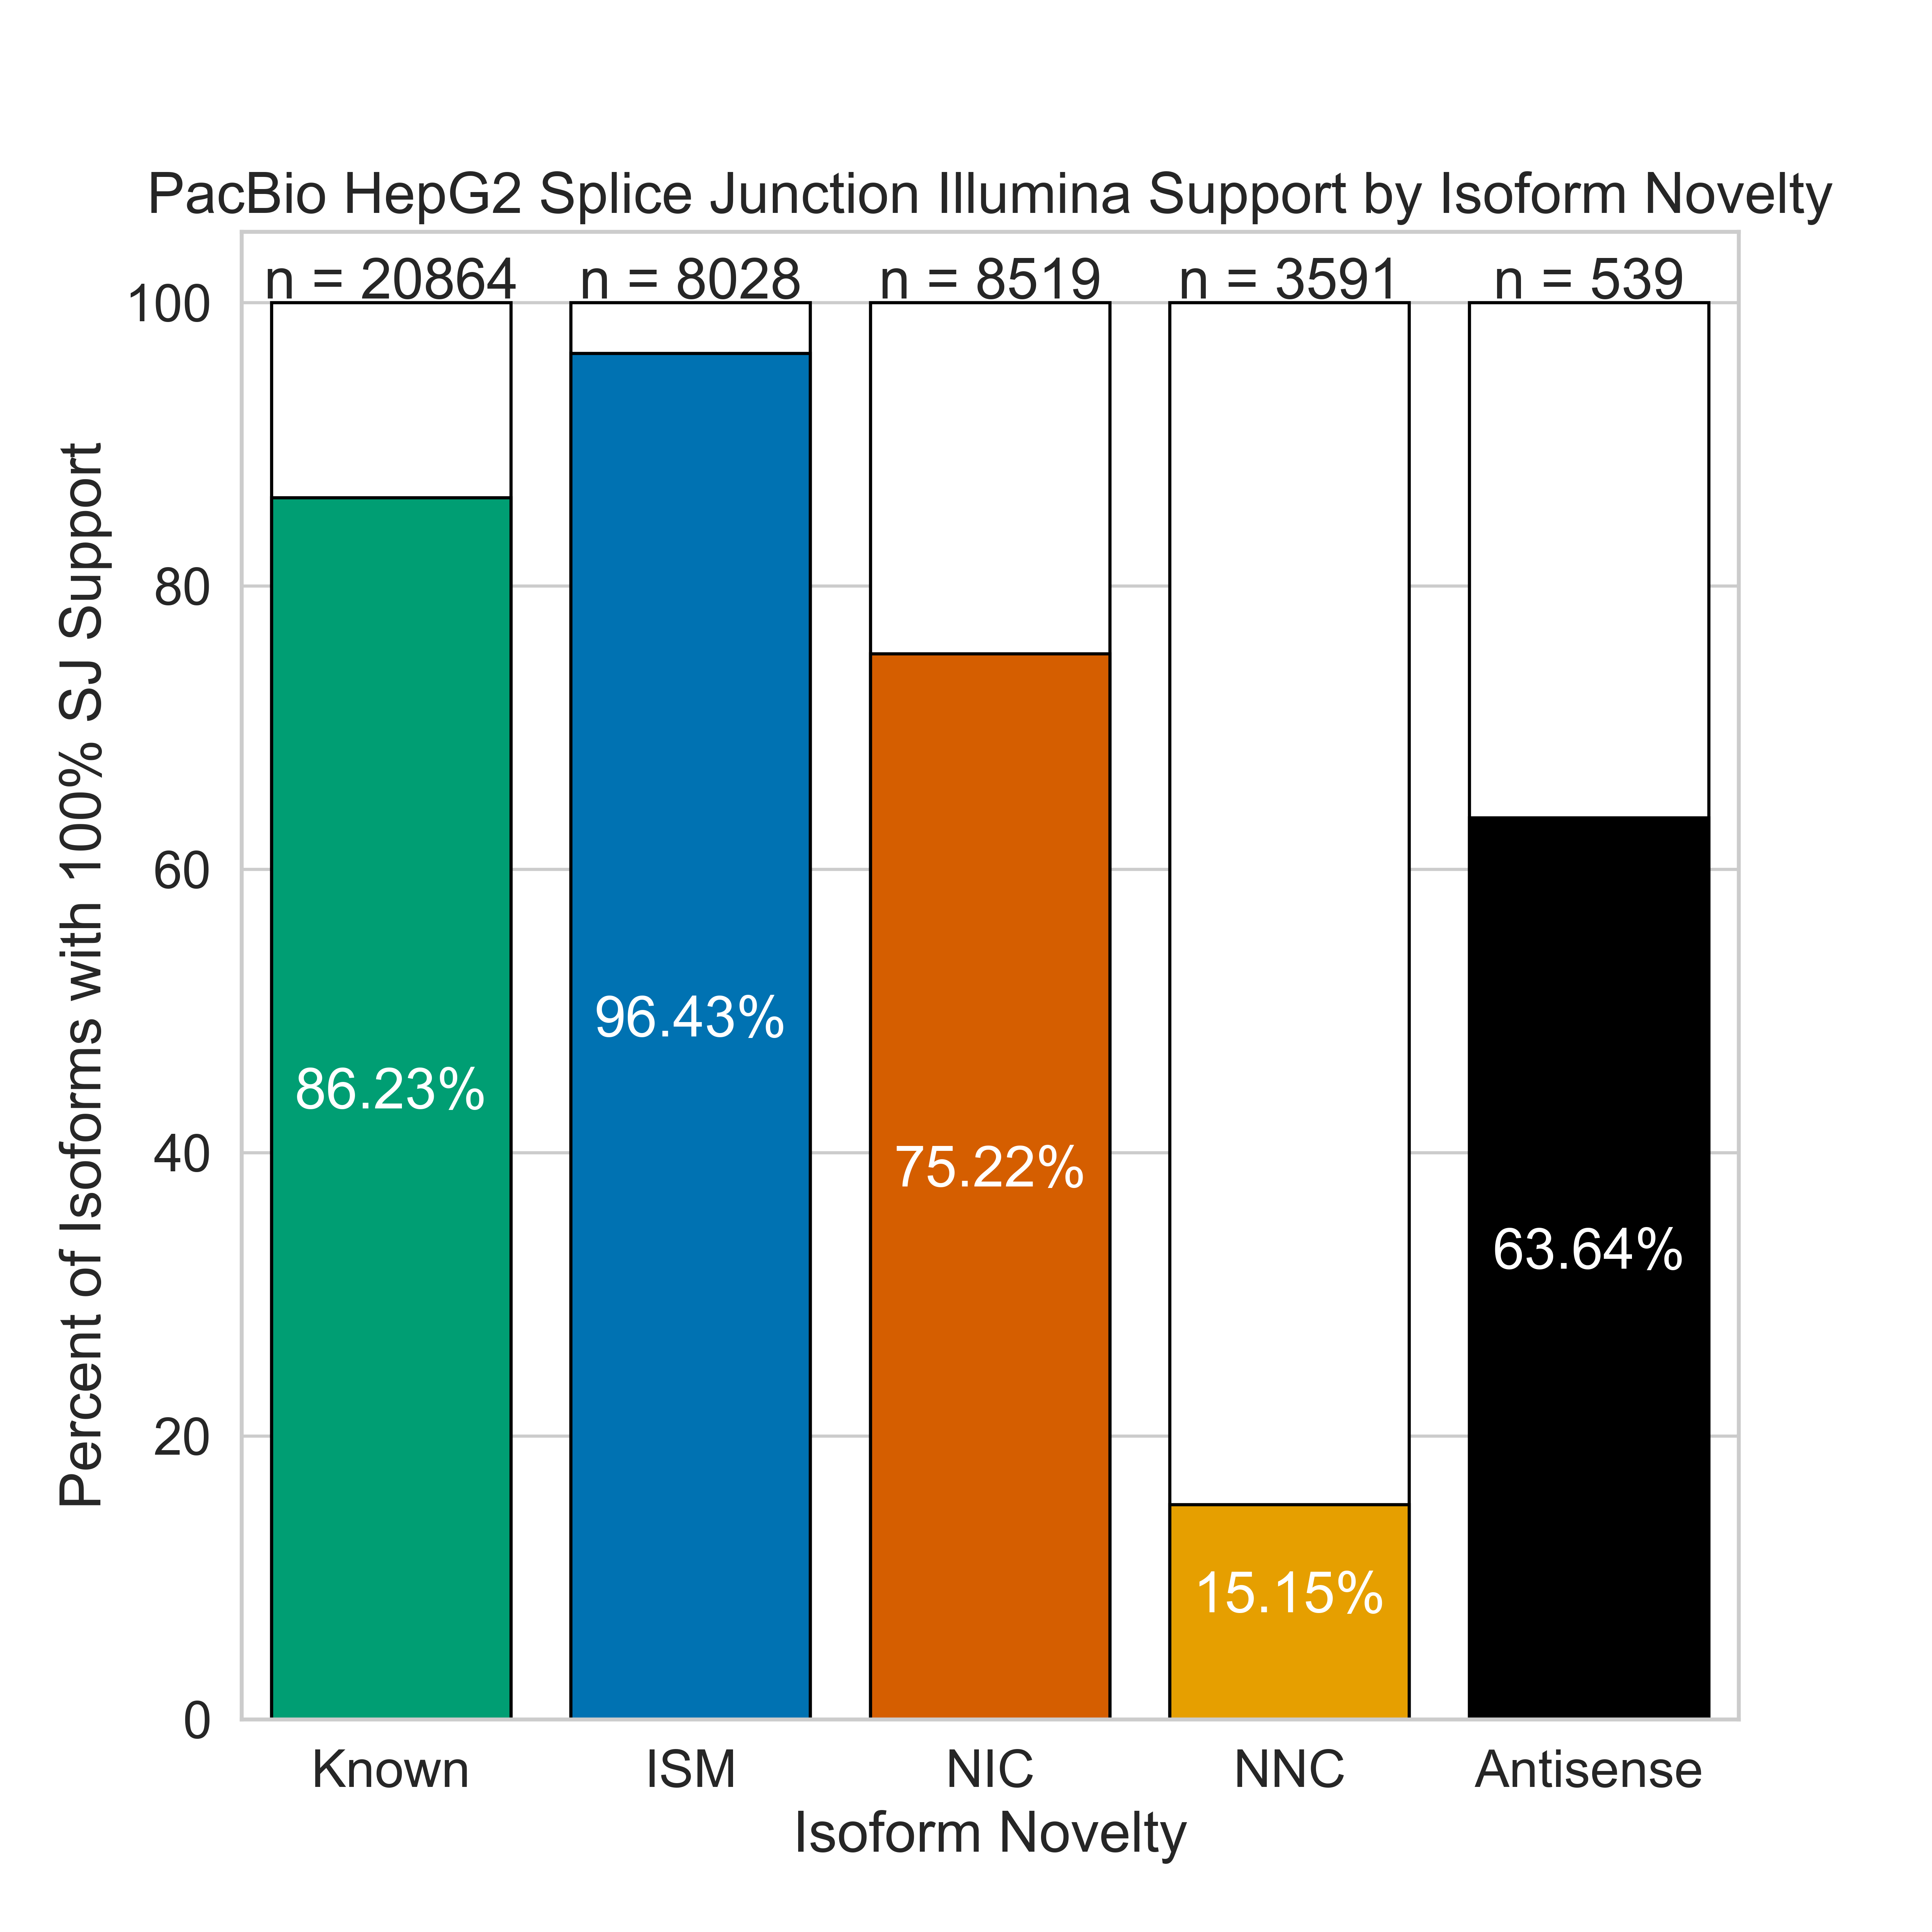 PacBio HepG2 Splice Junction Illumina Support by Isoform Novelty
n = 20864
n = 8028
n = 8519
n = 3591
n = 539
Percent of Isoforms with 100% SJ Support
100
80
60
40
20
0
86.23%
96.43%
75.22%
15.15%
63.64%
Known
ISM
NIC
NNC
Antisense
Isoform Novelty